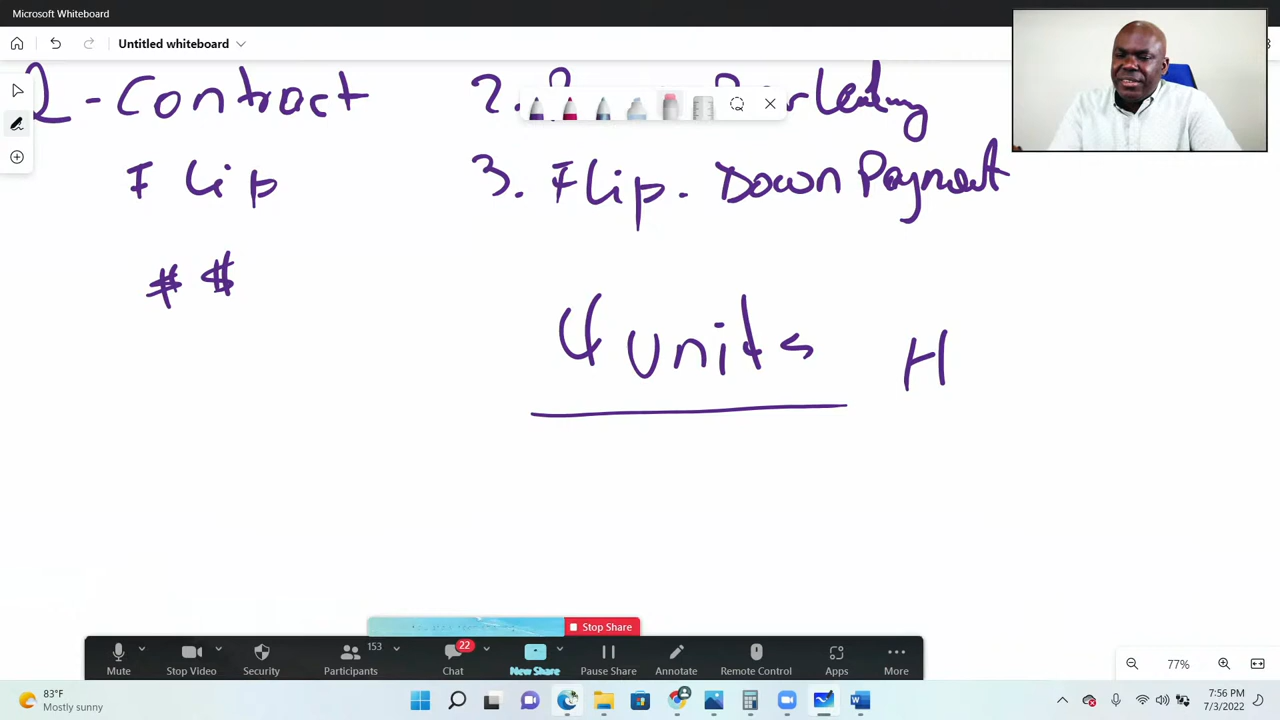 Microsoft Whiteboard
Untitled whiteboard
2 - Contract
Flip
$ $
2.
3. Flip. Down Payment
4 units H
Stop Share
Mute
Stop Video
Security
153
Participants
22
Chat
New Share
Pause Share
Annotate
Remote Control
Apps
More
77%
83°F
Mostly sunny
7:56 PM
7/3/2022